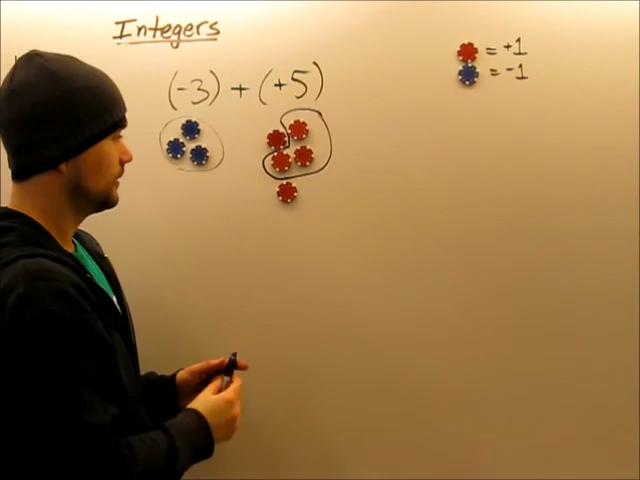 Integers
(-3) + (+5)
= +1
= -1